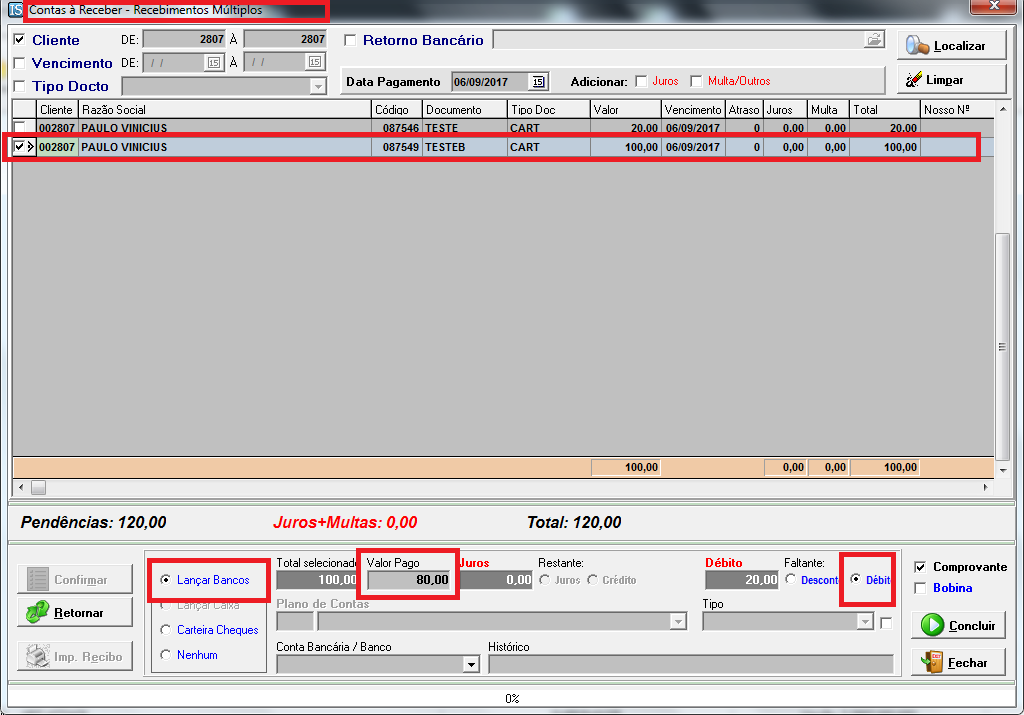 IS Contas à Receber - Recebimentos Múltiplos
Cliente DE: 2807 À 2807 Retorno Bancário Localizar
Vencimento DE: / / 15 À / / 15
Tipo Docto Data Pagamento 06/09/2017 15 Adicionar: Juros Multa/Outros Limpar
Cliente Razão Social Código Documento Tipo Doc Valor Vencimento Atraso Juros Multa Total Nosso Nº
002807 PAULO VINICIUS 087546 TESTE CART 20,00 06/09/2017 0 0,00 0,00 20,00
002807 PAULO VINICIUS 087549 TESTEB CART 100,00 06/09/2017 0 0,00 0,00 100,00
100,00 0,00 0,00 100,00
Pendências: 120,00 Juros+Multas: 0,00 Total: 120,00
Total selecionado Valor Pago Juros Restante: Débito Faltante: Comprovante
Confirmar Lançar Bancos 100,00 80,00 0,00 Juros Crédito 20,00 Descont Débit
Bobina
Lançar Caixa Plano de Contas Tipo
Retornar Carteira Cheques Concluir
Conta Bancária / Banco Histórico
Imp. Recibo Nenhum Fechar
0%